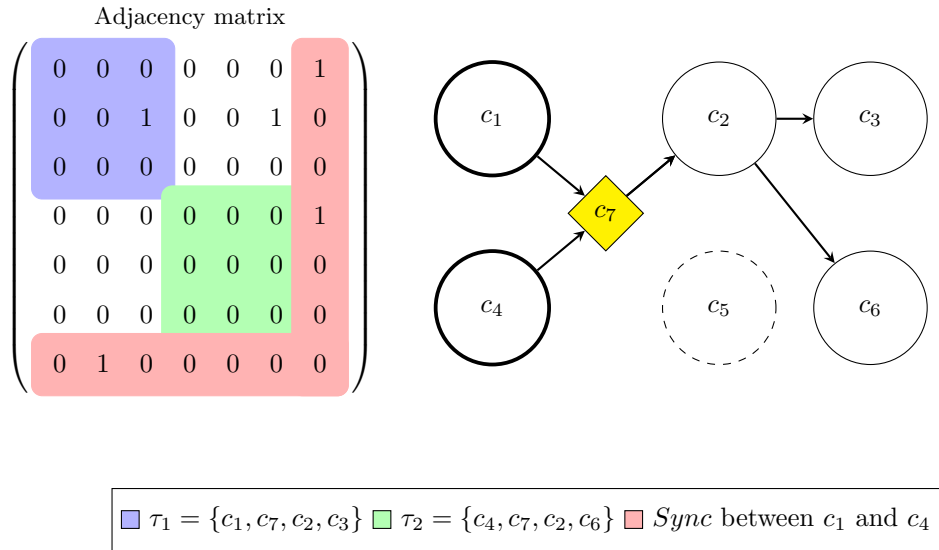 Adjacency matrix
0 0 0 0 0 0 1
0 0 1 0 0 1 0
0 0 0 0 0 0 0
0 0 0 0 0 0 1
0 0 0 0 0 0 0
0 0 0 0 0 0 0
0 1 0 0 0 0 0
c₁
c₂
c₃
c₇
c₄
c₅
c₆
τ₁ = {c₁, c₇, c₂, c₃} τ₂ = {c₄, c₇, c₂, c₆} Sync between c₁ and c₄